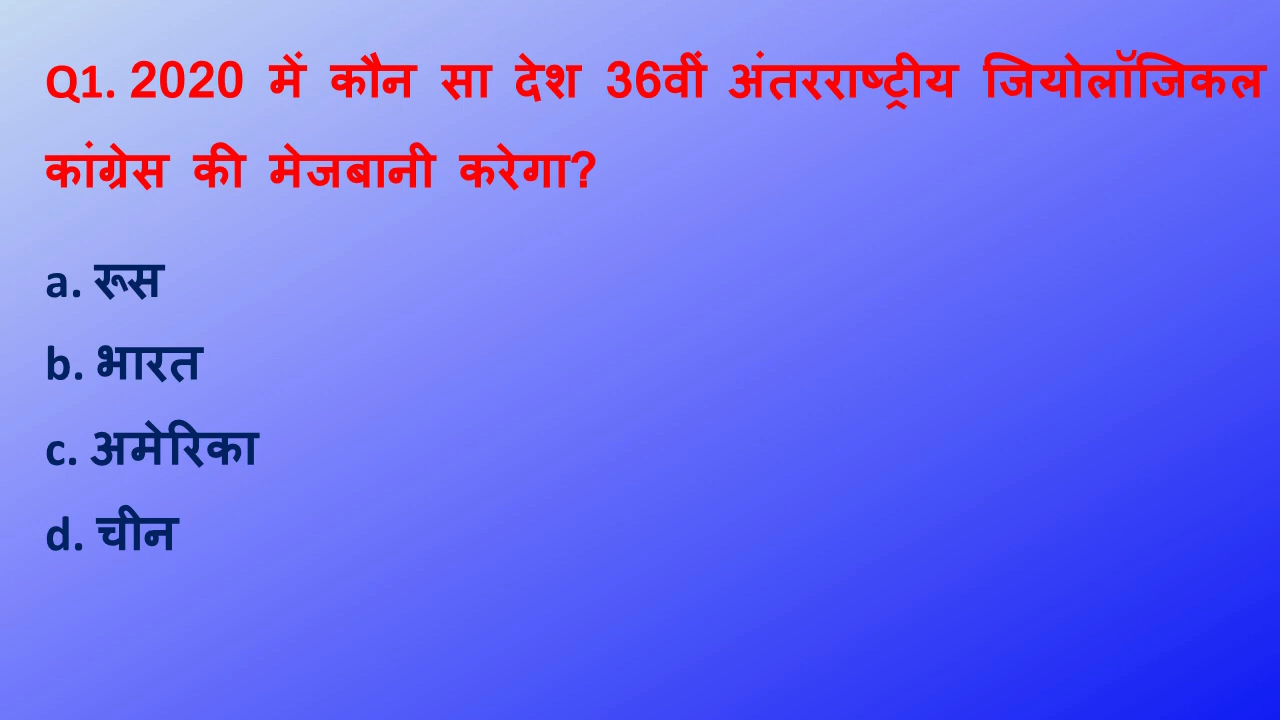 Q1. 2020 में कौन सा देश 36वीं अंतरराष्ट्रीय जियोलॉजिकल
कांग्रेस की मेजबानी करेगा?
a. रूस
b. भारत
c. अमेरिका
d. चीन